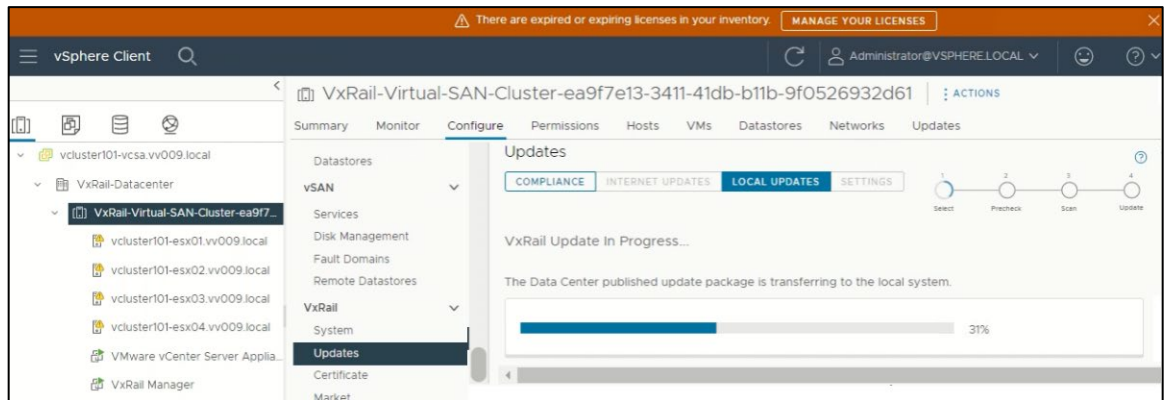 There are expired or expiring licenses in your inventory. MANAGE YOUR LICENSES
vSphere Client Administrator@VSPHERE.LOCAL
VxRail-Virtual-SAN-Cluster-ea9f7e13-3411-41db-b11b-9f0526932d61 ACTIONS
Summary Monitor Configure Permissions Hosts VMs Datastores Networks Updates
vcluster101-vcsa.vv009.local
VxRail-Datacenter
VxRail-Virtual-SAN-Cluster-ea9f7...
vcluster101-esx01.vv009.local
vcluster101-esx02.vv009.local
vcluster101-esx03.vv009.local
vcluster101-esx04.vv009.local
VMware vCenter Server Applia...
VxRail Manager
Datastores
vSAN
Services
Disk Management
Fault Domains
Remote Datastores
VxRail
System
Updates
Certificate
Market
Updates
COMPLIANCE INTERNET UPDATES LOCAL UPDATES SETTINGS
1 2 3 4
Select Precheck Scan Update
VxRail Update In Progress...
The Data Center published update package is transferring to the local system.
31%